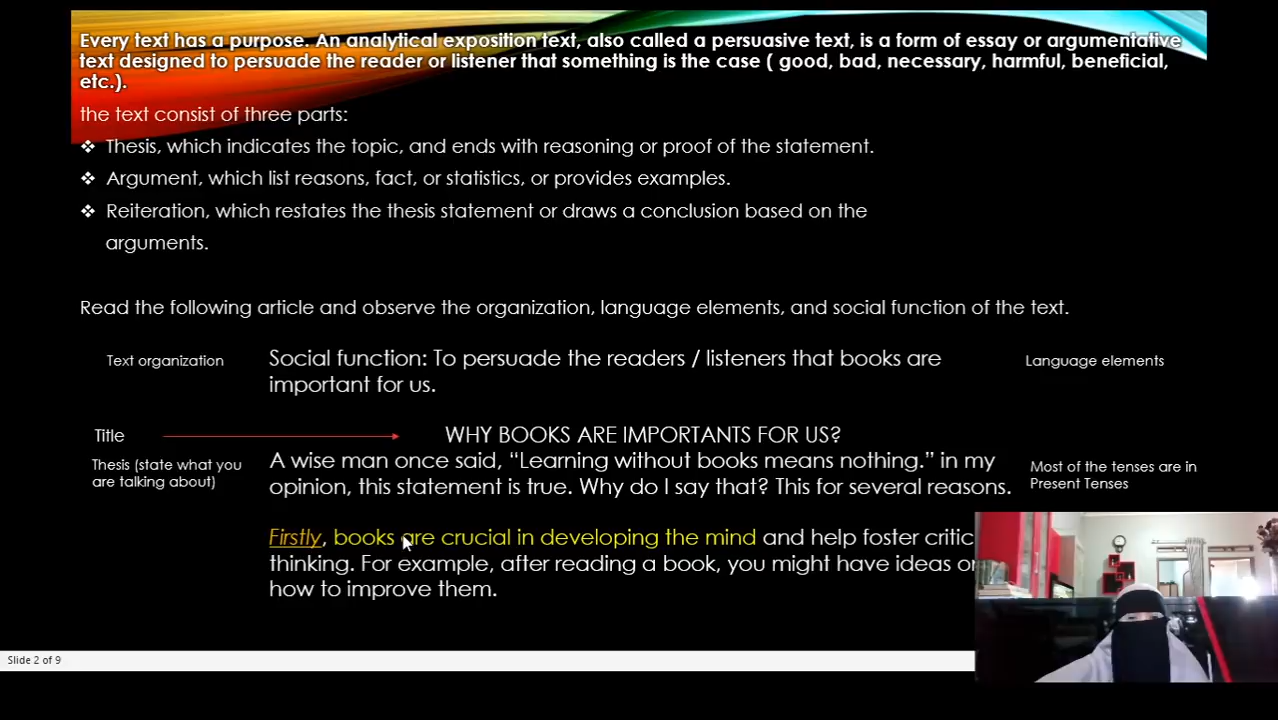 Every text has a purpose. An analytical exposition text, also called a persuasive text, is a form of essay or argumentative
text designed to persuade the reader or listener that something is the case ( good, bad, necessary, harmful, beneficial,
etc.).
the text consist of three parts:
❖ Thesis, which indicates the topic, and ends with reasoning or proof of the statement.
❖ Argument, which list reasons, fact, or statistics, or provides examples.
❖ Reiteration, which restates the thesis statement or draws a conclusion based on the
arguments.
Read the following article and observe the organization, language elements, and social function of the text.
Text organization
Social function: To persuade the readers / listeners that books are
important for us.
Language elements
Title
WHY BOOKS ARE IMPORTANTS FOR US?
Thesis (state what you
are talking about)
A wise man once said, “Learning without books means nothing.” in my
opinion, this statement is true. Why do I say that? This for several reasons.
Most of the tenses are in
Present Tenses
Firstly, books are crucial in developing the mind and help foster critic
thinking. For example, after reading a book, you might have ideas
how to improve them.
Slide 2 of 9